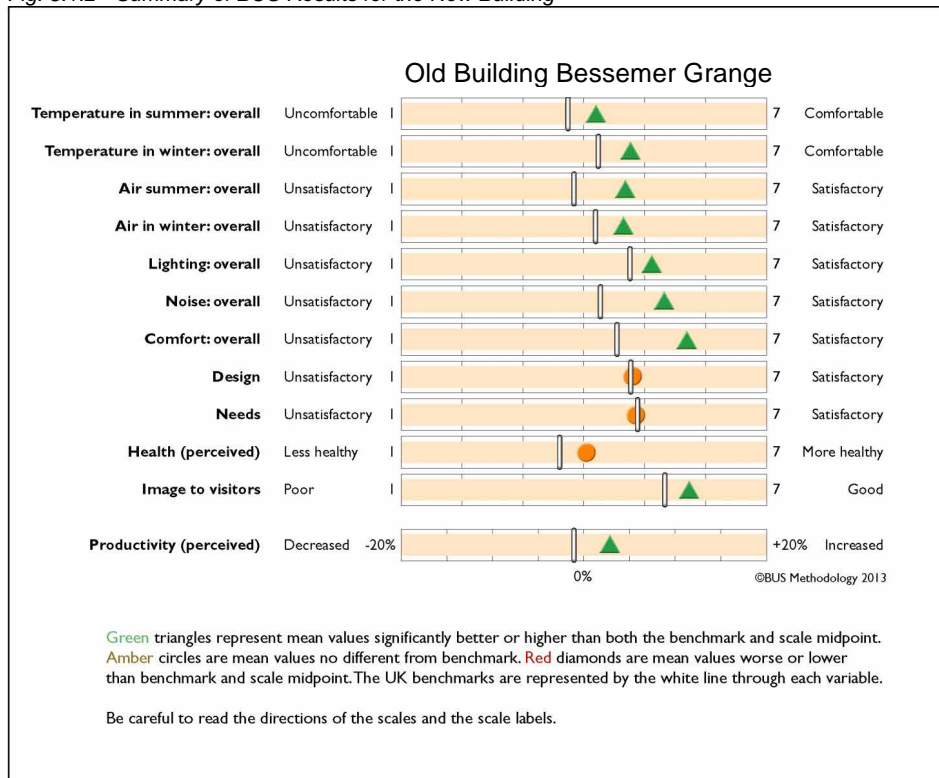 Fig. 3.4.2 - Summary of BUS Results for the New Building
Old Building Bessemer Grange
Temperature in summer: overall Uncomfortable 1 7 Comfortable
Temperature in winter: overall Uncomfortable 1 7 Comfortable
Air summer: overall Unsatisfactory 1 7 Satisfactory
Air in winter: overall Unsatisfactory 1 7 Satisfactory
Lighting: overall Unsatisfactory 1 7 Satisfactory
Noise: overall Unsatisfactory 1 7 Satisfactory
Comfort: overall Unsatisfactory 1 7 Satisfactory
Design Unsatisfactory 1 7 Satisfactory
Needs Unsatisfactory 1 7 Satisfactory
Health (perceived) Less healthy 1 7 More healthy
Image to visitors Poor 1 7 Good
Productivity (perceived) Decreased -20% +20% Increased
0% ©BUS Methodology 2013
Green triangles represent mean values significantly better or higher than both the benchmark and scale midpoint.
Amber circles are mean values no different from benchmark. Red diamonds are mean values worse or lower
than benchmark and scale midpoint. The UK benchmarks are represented by the white line through each variable.
Be careful to read the directions of the scales and the scale labels.